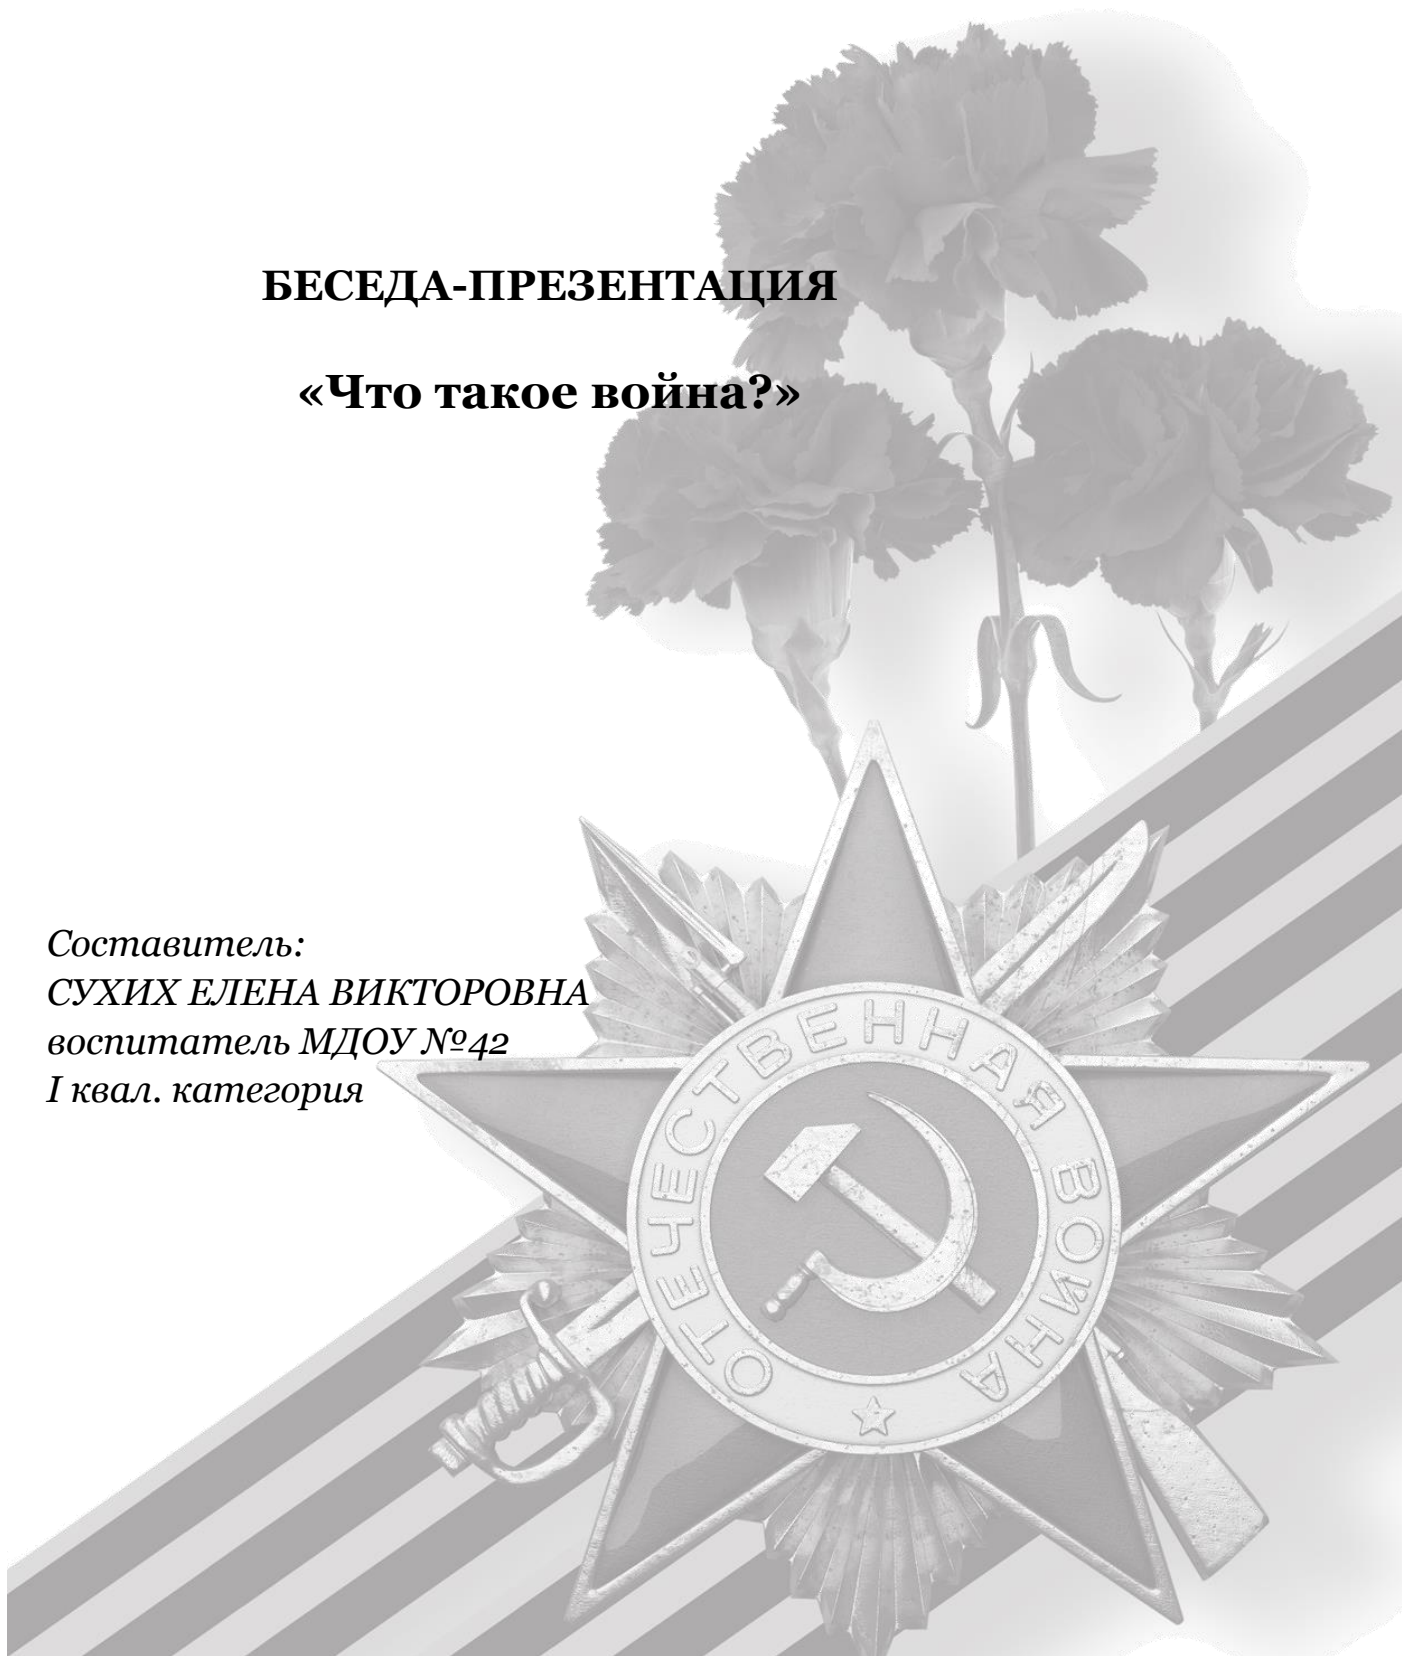 БЕСЕДА-ПРЕЗЕНТАЦИЯ
«Что такое война?»
Составитель:
СУХИХ ЕЛЕНА ВИКТОРОВНА
воспитатель МДОУ №42
I квал. категория
ОТЕЧЕСТВЕННАЯ ВОЙНА